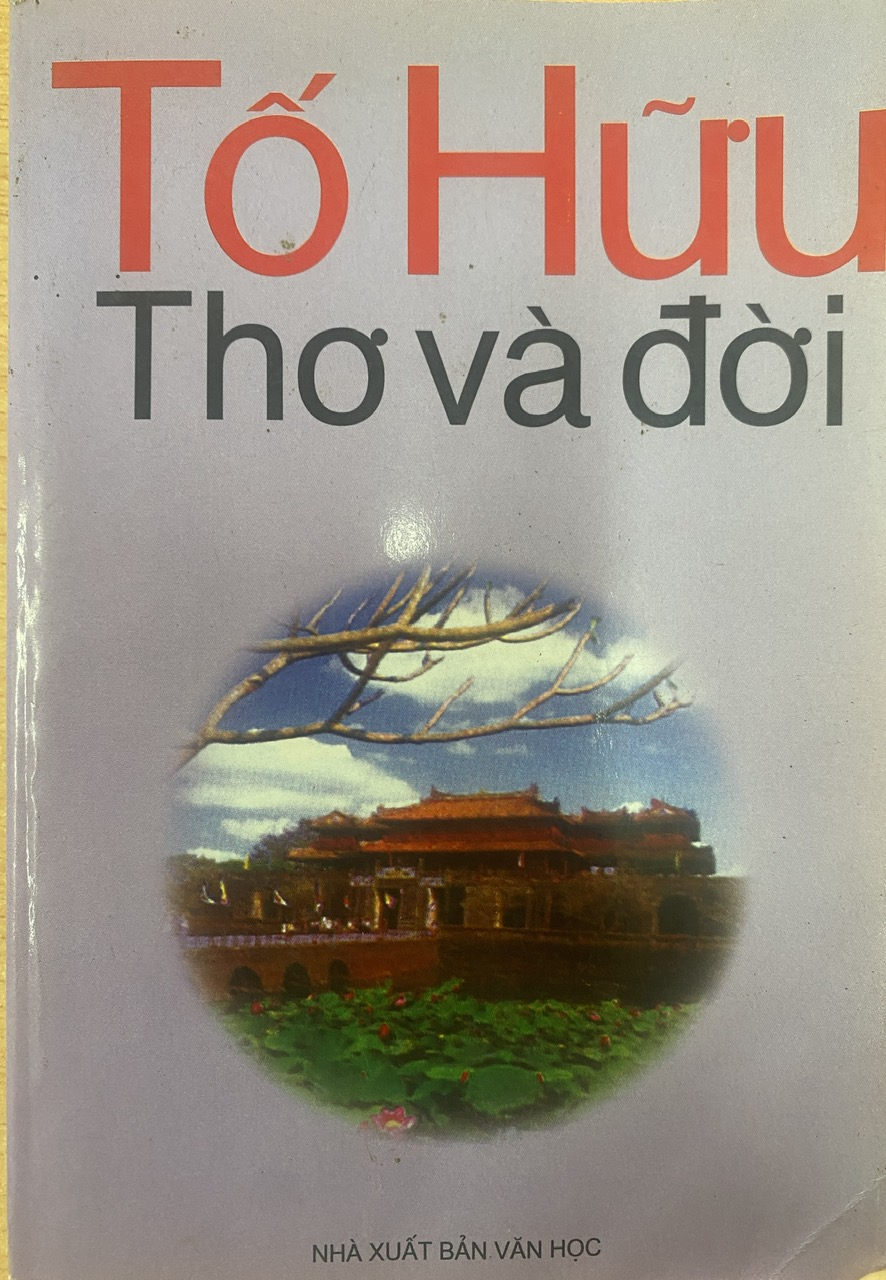 Tố Hữu
Thơ và đời
NHÀ XUẤT BẢN VĂN HỌC